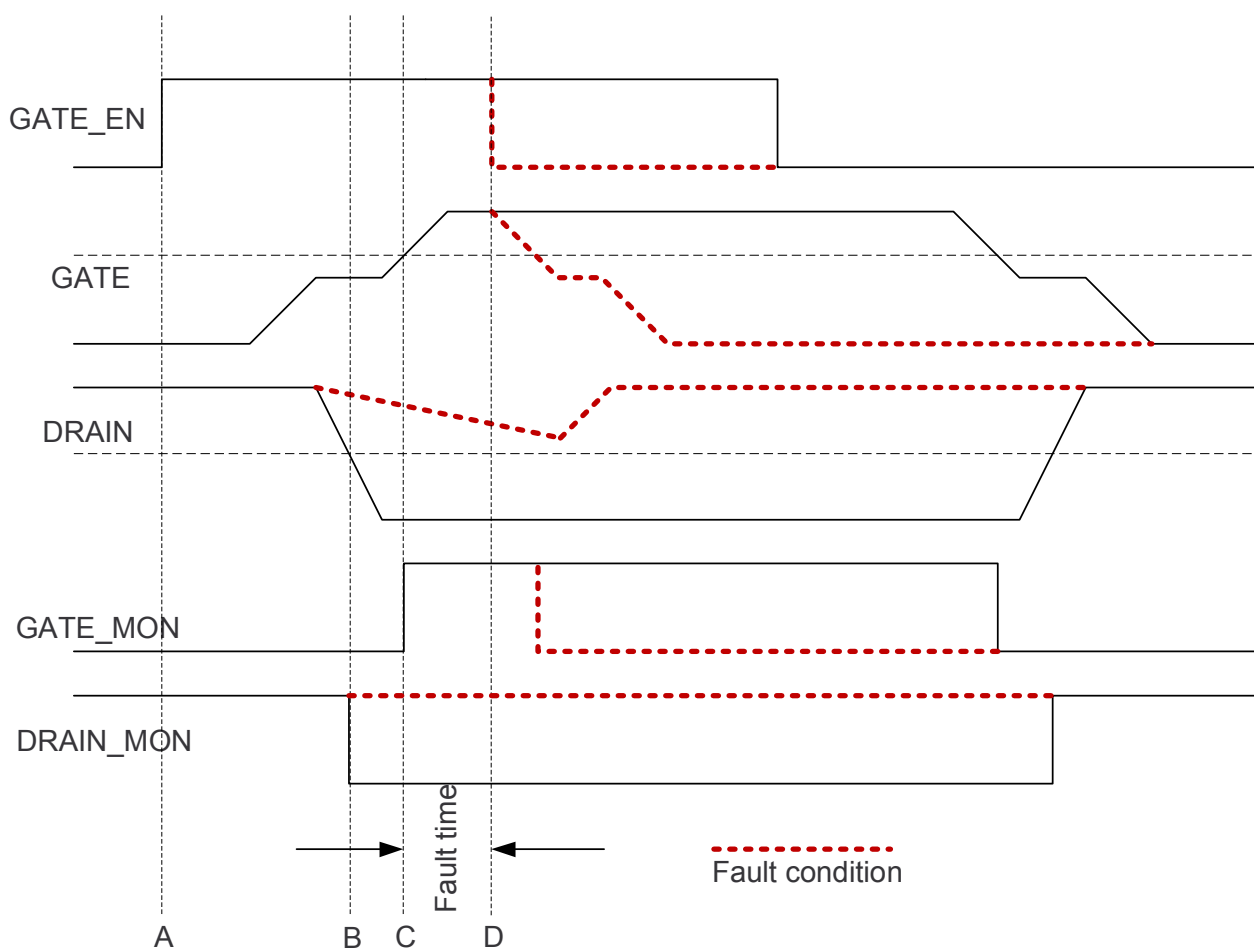 GATE_EN
GATE
DRAIN
GATE_MON
DRAIN_MON
Fault time
Fault condition
A
B
C
D